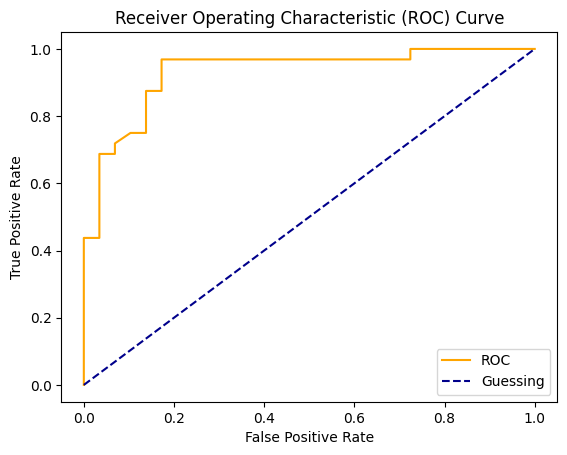 Receiver Operating Characteristic (ROC) Curve
True Positive Rate
1.0
0.8
0.6
0.4
0.2
0.0
ROC
Guessing
0.0 0.2 0.4 0.6 0.8 1.0
False Positive Rate